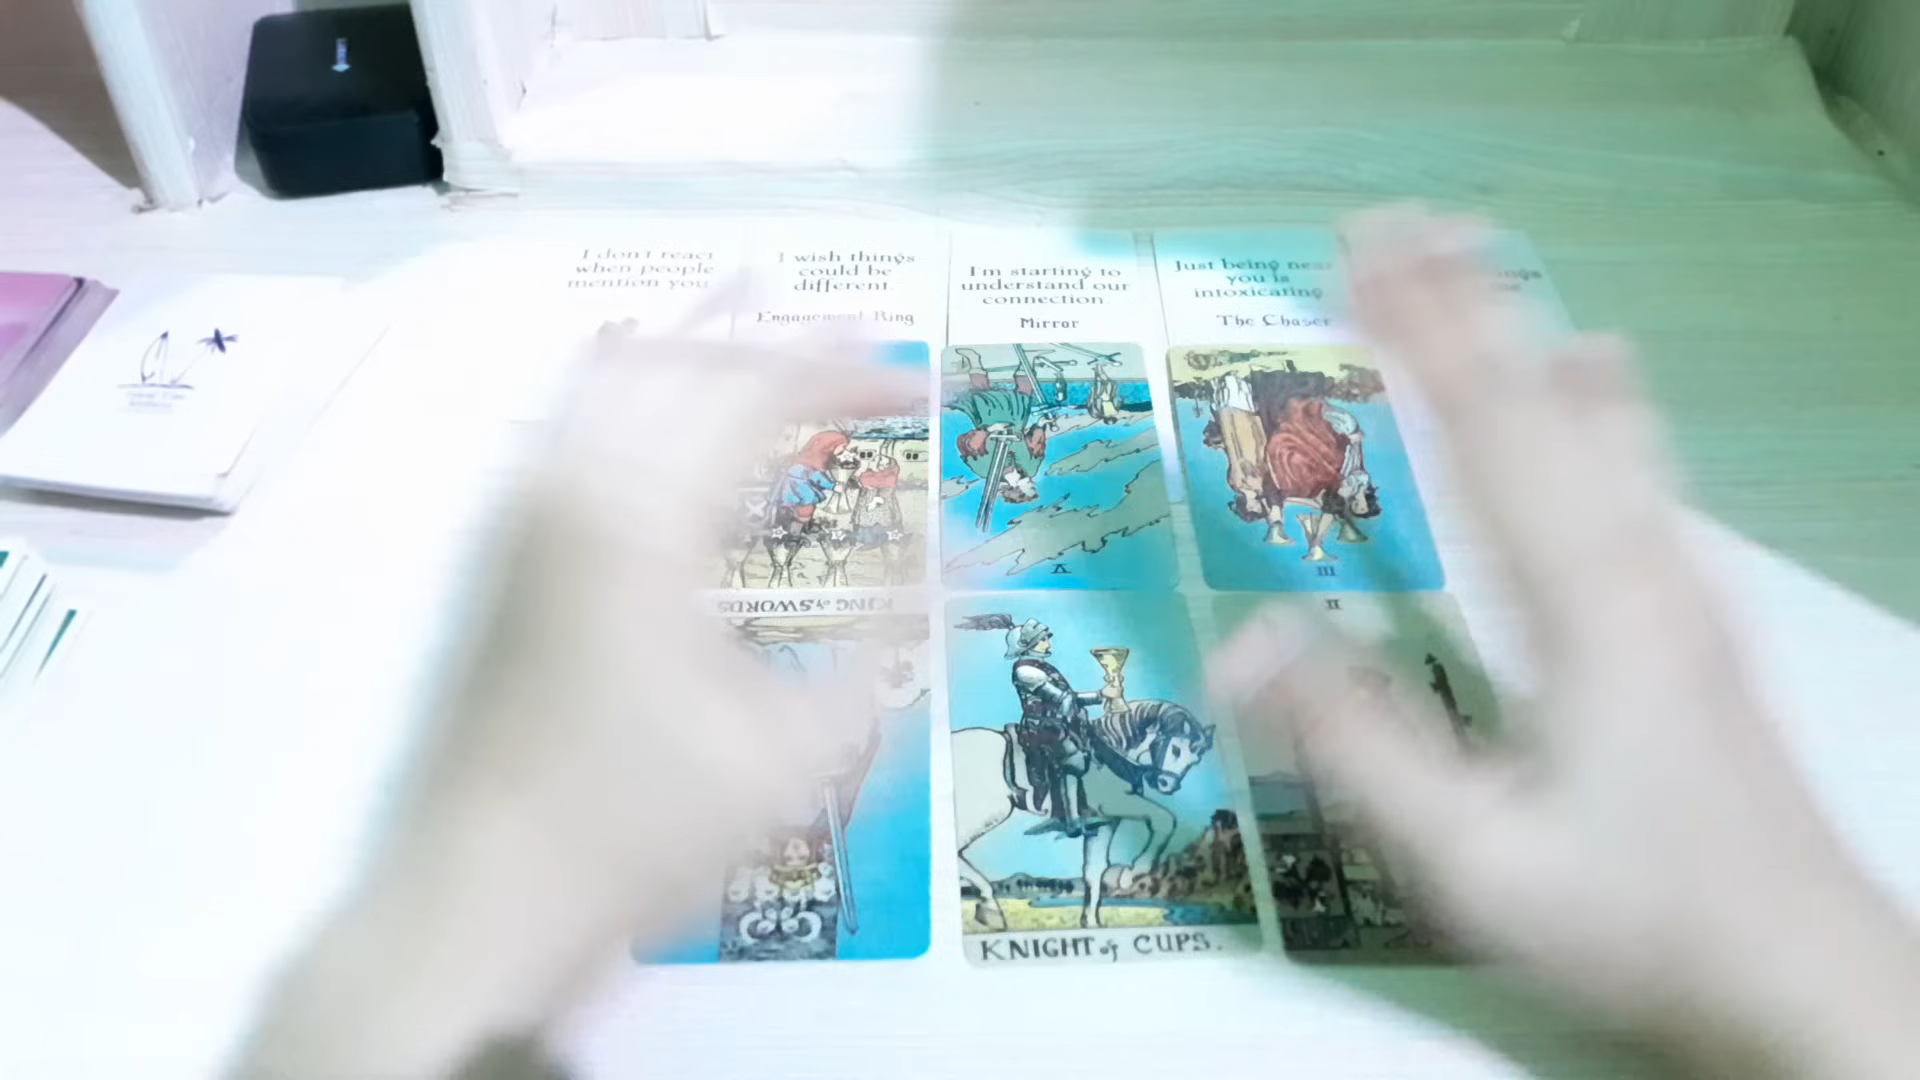 I don't react
when people
mention you.
I wish things
could be
different.
Engagement Ring
I'm starting to
understand our
connection.
Mirror
Just being near
you is
intoxicating
The Chaser
V
III
KING of SWORDS
II
KNIGHT of CUPS.